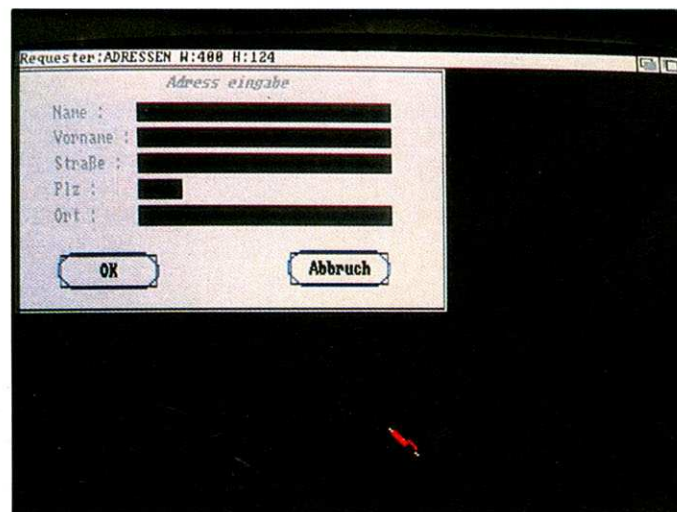 Requester:ADRESSEN W:400 H:124
Adress eingabe
Name :
Vorname :
Straße :
Plz :
Ort :
OK Abbruch